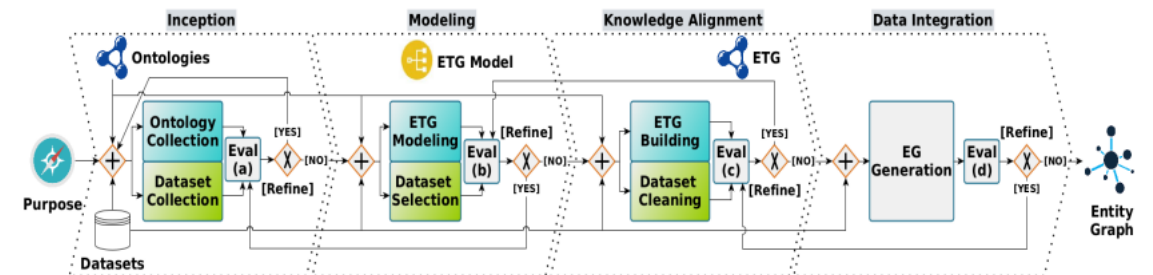 Inception
Modeling
Knowledge Alignment
Data Integration
Ontologies
ETG Model
ETG
Purpose
Datasets
Ontology
Collection
Dataset
Collection
Eval
(a)
[YES]
X
[NO]
[Refine]
ETG
Modeling
Dataset
Selection
Eval
(b)
[Refine]
X
[NO]
[YES]
ETG
Building
Dataset
Cleaning
Eval
(c)
[YES]
X
[NO]
[Refine]
EG
Generation
Eval
(d)
[Refine]
X
[NO]
[YES]
Entity
Graph